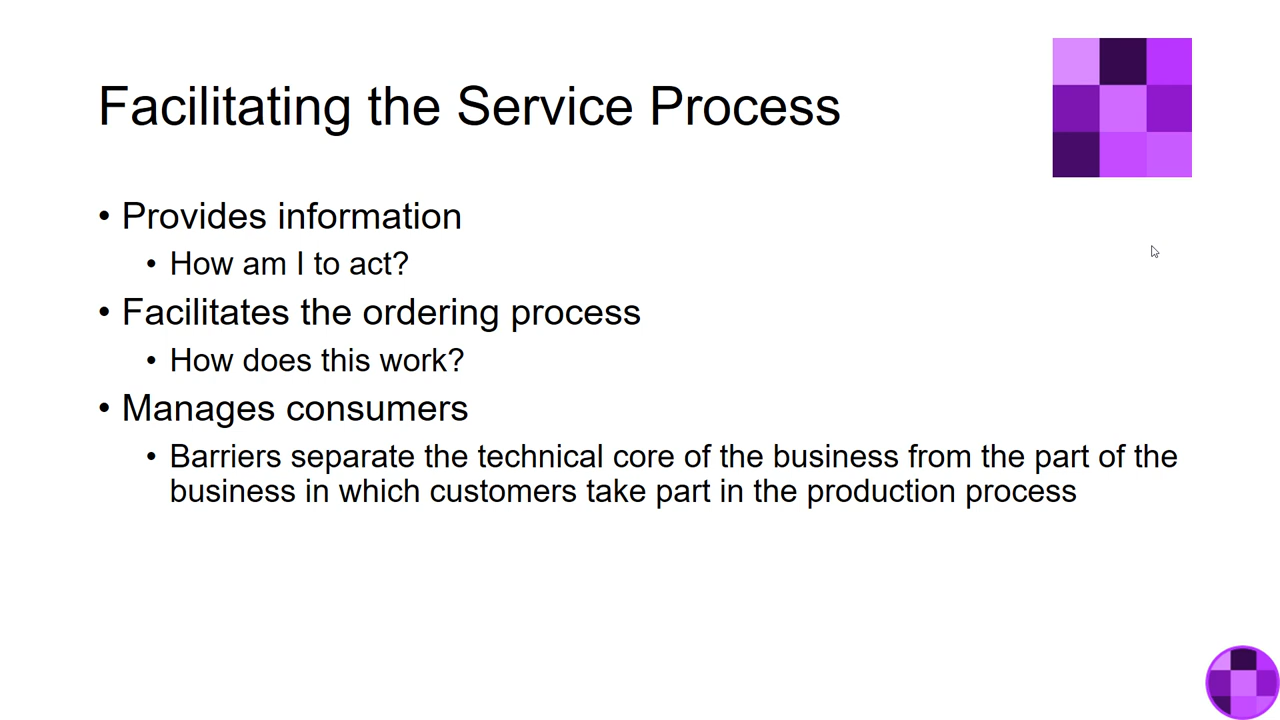 Facilitating the Service Process
• Provides information
• How am I to act?
• Facilitates the ordering process
• How does this work?
• Manages consumers
• Barriers separate the technical core of the business from the part of the
business in which customers take part in the production process